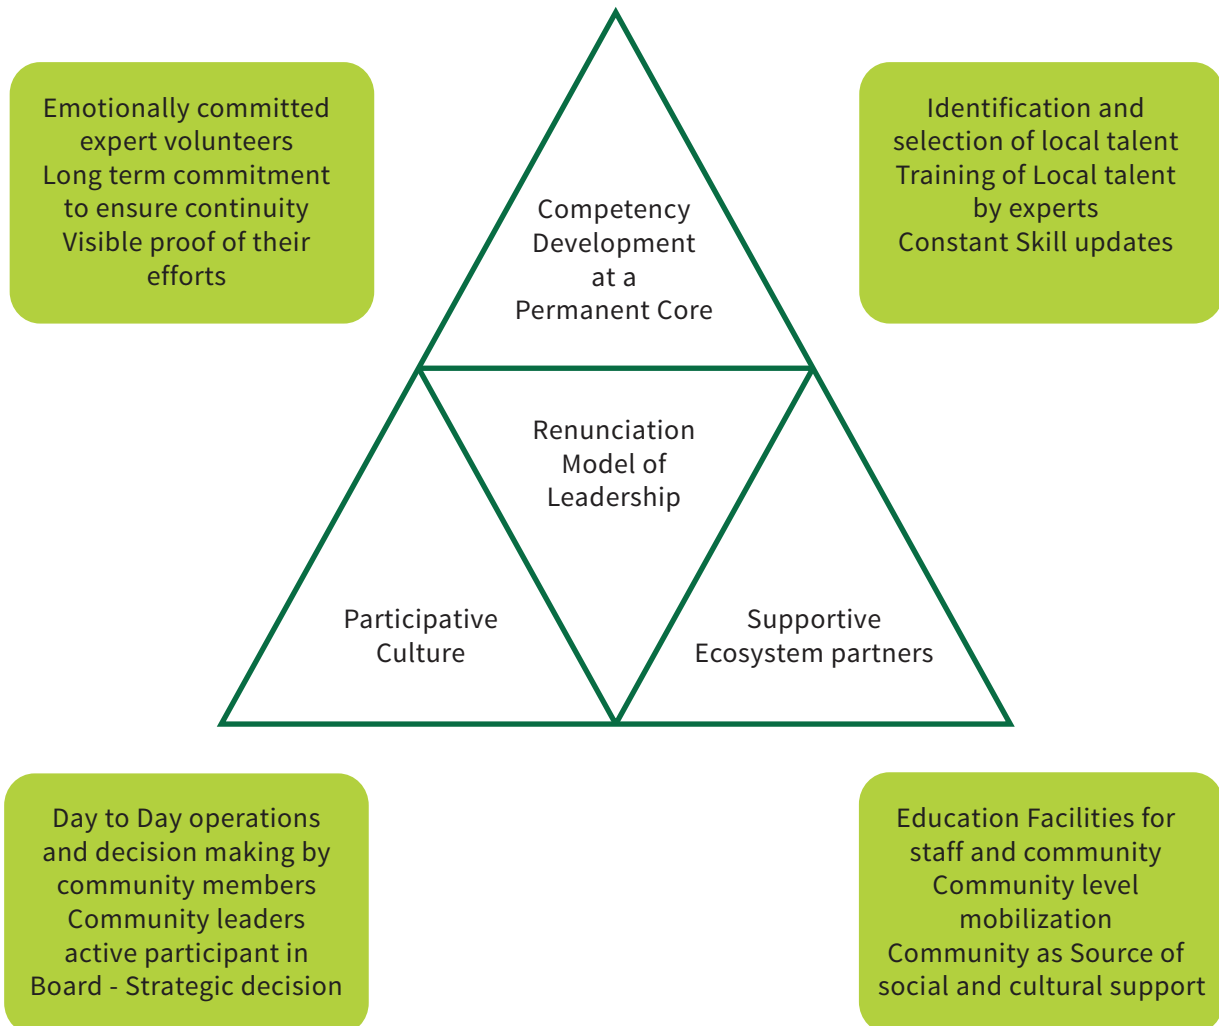 Emotionally committed
expert volunteers
Long term commitment
to ensure continuity
Visible proof of their
efforts
Identification and
selection of local talent
Training of Local talent
by experts
Constant Skill updates
Competency
Development
at a
Permanent Core
Renunciation
Model of
Leadership
Participative
Culture
Supportive
Ecosystem partners
Day to Day operations
and decision making by
community members
Community leaders
active participant in
Board - Strategic decision
Education Facilities for
staff and community
Community level
mobilization
Community as Source of
social and cultural support